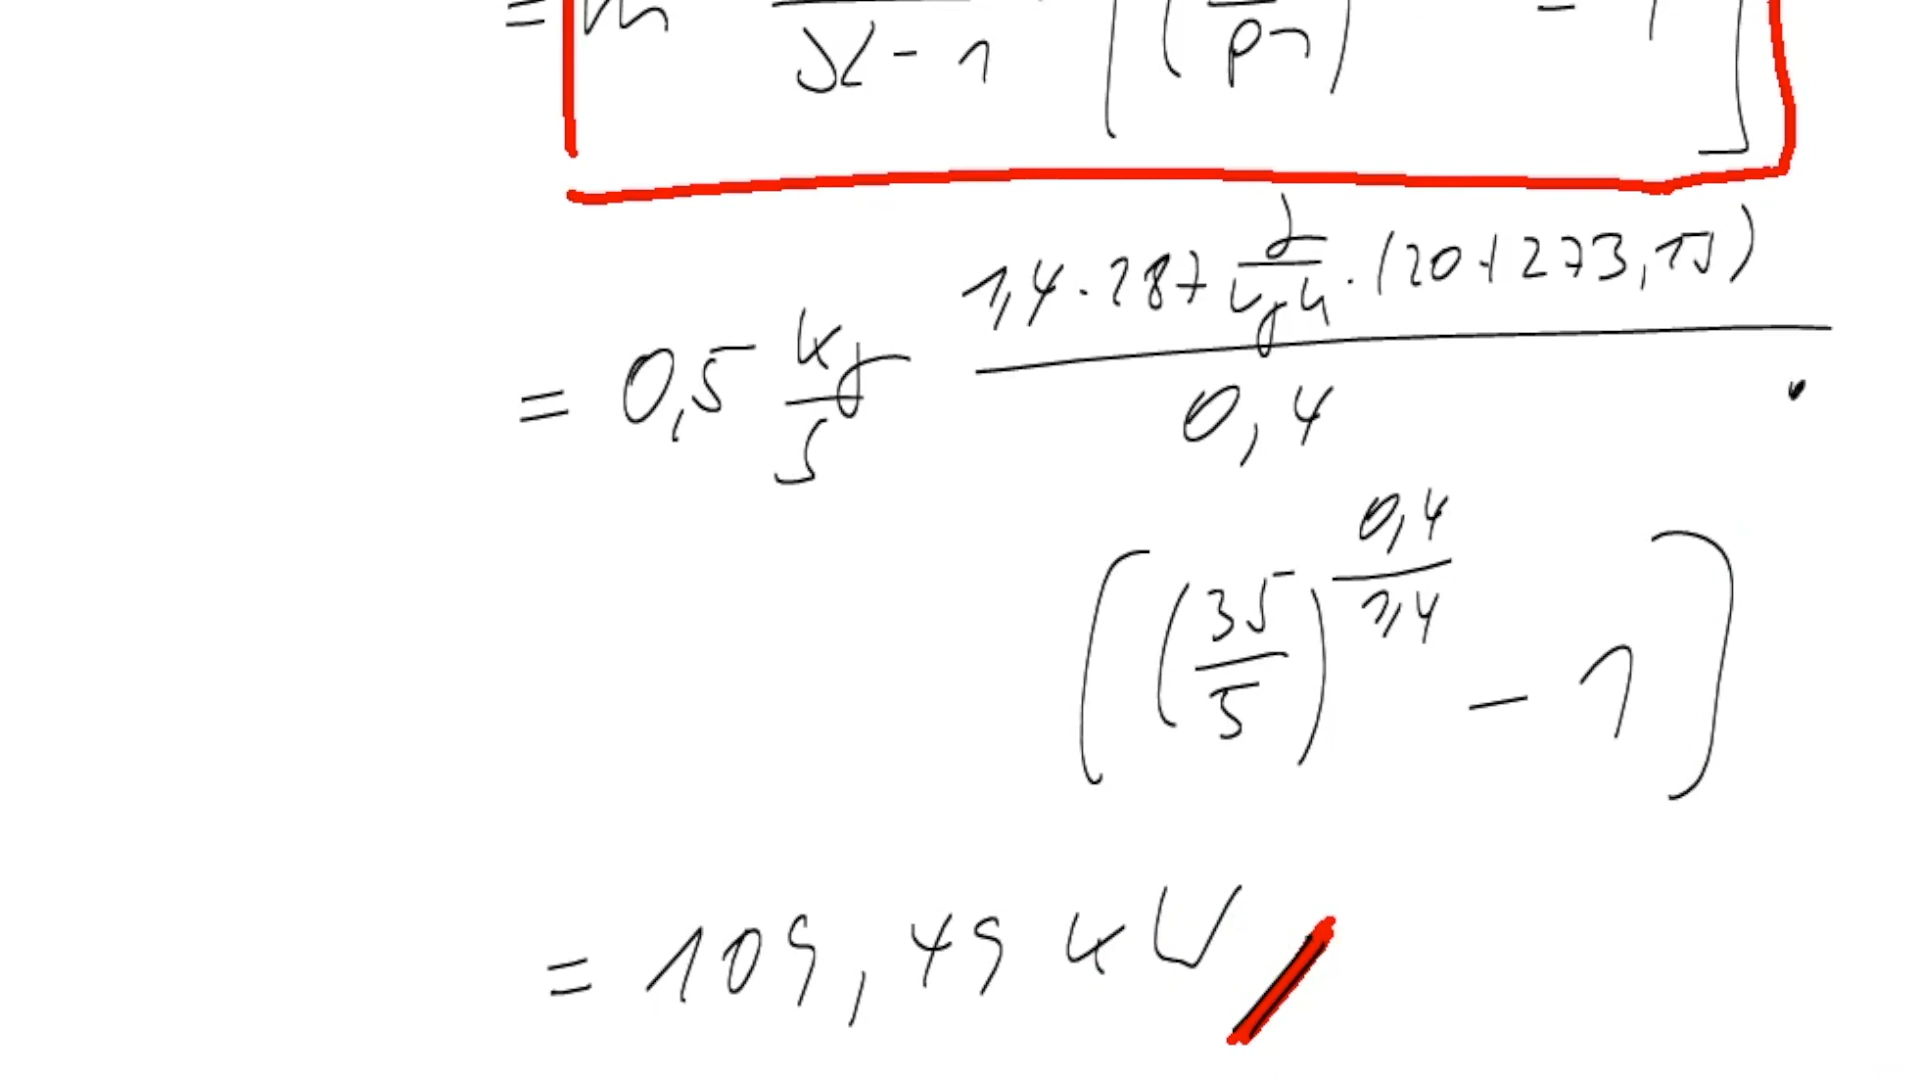 = ṁ ϰ - 1 [ ( / p1 ) - 1 ]
= 0,5 kg/s · 1,4 · 287 J/kgK · (20 + 273,15) / 0,4 ·
[ (35/5)^(0,4/1,4) - 1 ]
= 109,49 kW